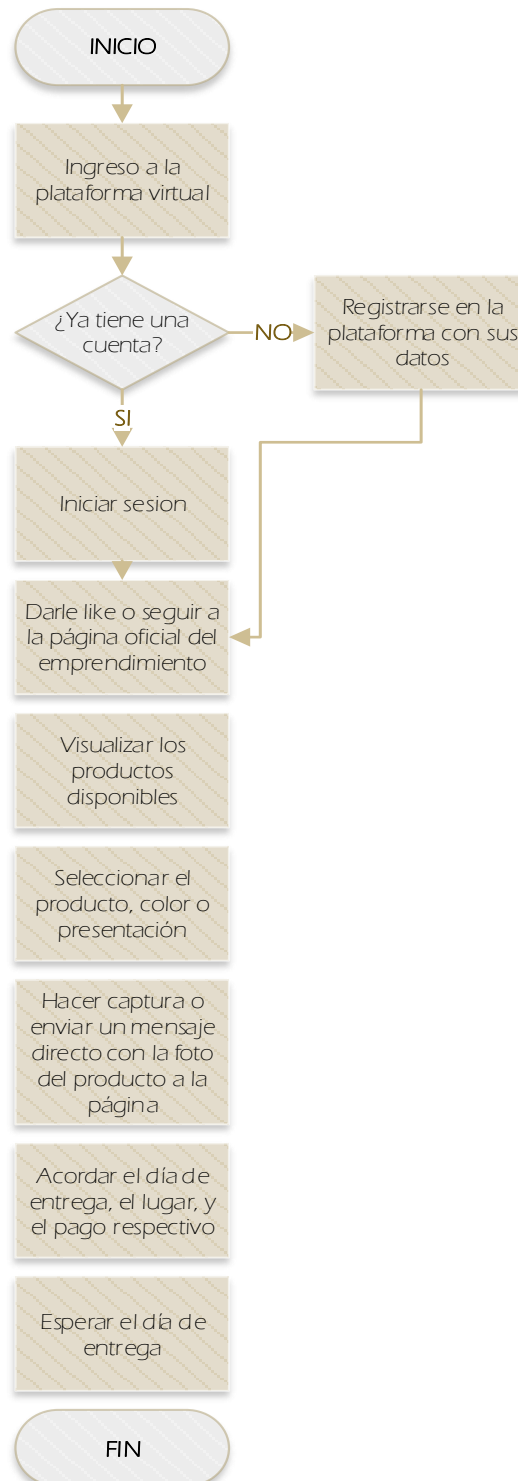 INICIO
Ingreso a la
plataforma virtual
¿Ya tiene una
cuenta?
NO
Registrarse en la
plataforma con sus
datos
SI
Iniciar sesion
Darle like o seguir a
la página oficial del
emprendimiento
Visualizar los
productos
disponibles
Seleccionar el
producto, color o
presentación
Hacer captura o
enviar un mensaje
directo con la foto
del producto a la
página
Acordar el día de
entrega, el lugar, y
el pago respectivo
Esperar el día de
entrega
FIN